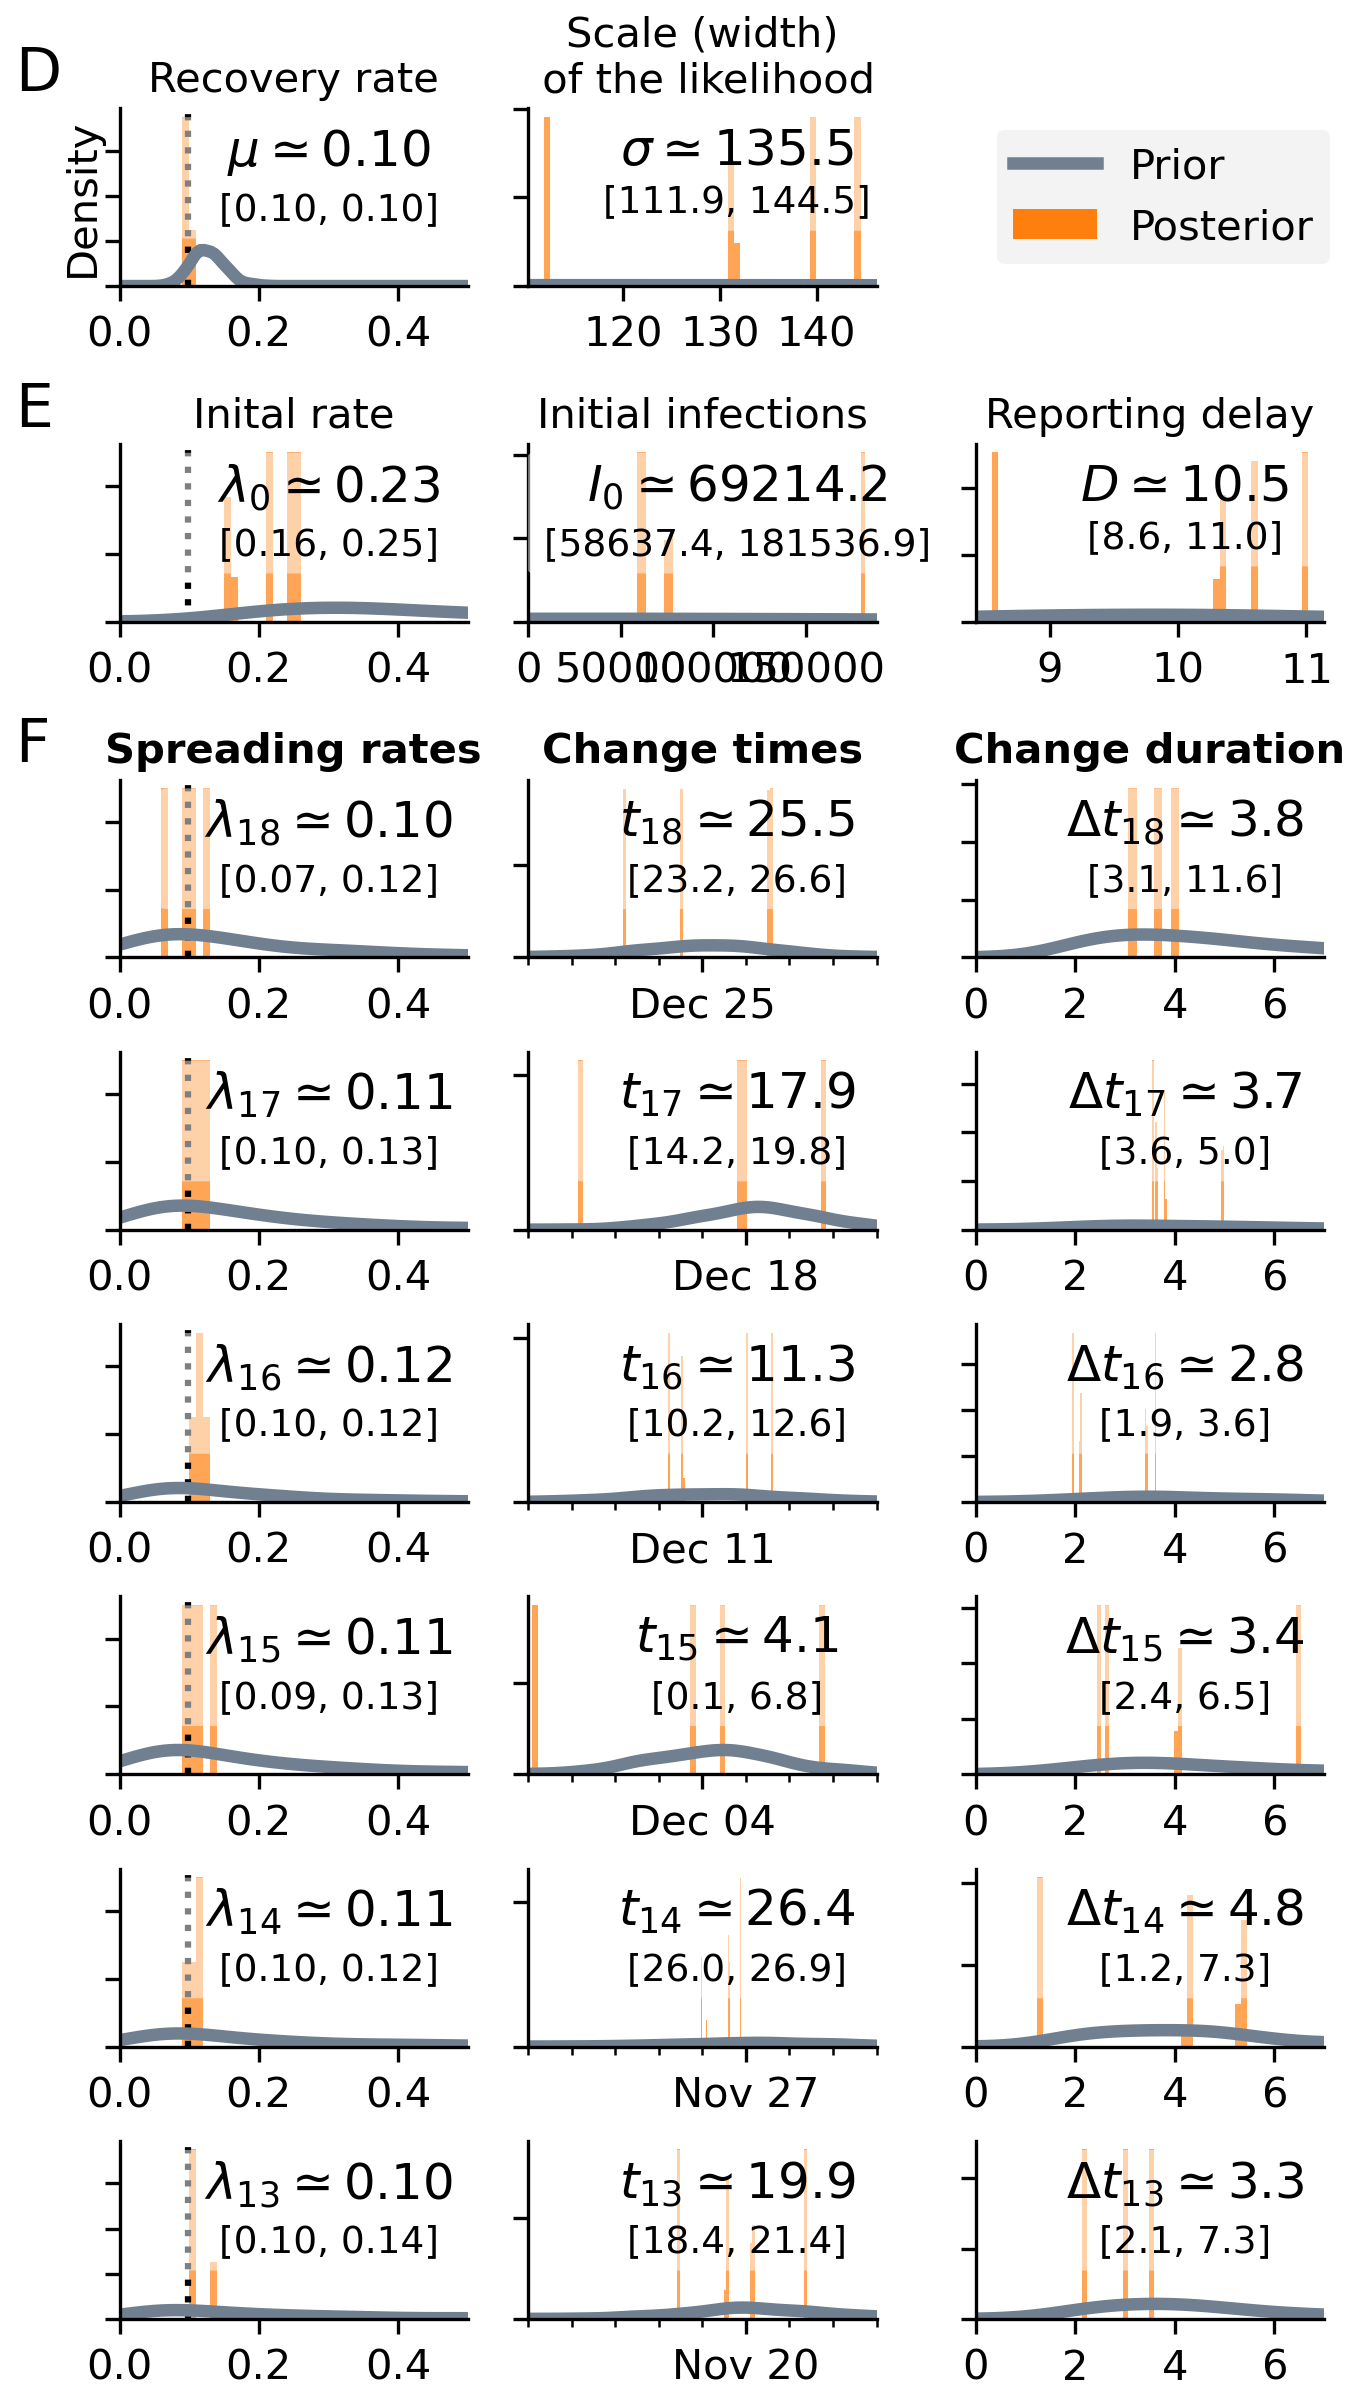 D
Recovery rate
Density
μ ≃ 0.10
[0.10, 0.10]
0.0 0.2 0.4
Scale (width)
of the likelihood
σ ≃ 135.5
[111.9, 144.5]
120 130 140
Prior
Posterior
E
Inital rate
λ0 ≃ 0.23
[0.16, 0.25]
0.0 0.2 0.4
Initial infections
I0 ≃ 69214.2
[58637.4, 181536.9]
0 50000 100000 150000
Reporting delay
D ≃ 10.5
[8.6, 11.0]
9 10 11
F
Spreading rates
Change times
Change duration
λ18 ≃ 0.10
[0.07, 0.12]
0.0 0.2 0.4
t18 ≃ 25.5
[23.2, 26.6]
Dec 25
Δt18 ≃ 3.8
[3.1, 11.6]
0 2 4 6
λ17 ≃ 0.11
[0.10, 0.13]
0.0 0.2 0.4
t17 ≃ 17.9
[14.2, 19.8]
Dec 18
Δt17 ≃ 3.7
[3.6, 5.0]
0 2 4 6
λ16 ≃ 0.12
[0.10, 0.12]
0.0 0.2 0.4
t16 ≃ 11.3
[10.2, 12.6]
Dec 11
Δt16 ≃ 2.8
[1.9, 3.6]
0 2 4 6
λ15 ≃ 0.11
[0.09, 0.13]
0.0 0.2 0.4
t15 ≃ 4.1
[0.1, 6.8]
Dec 04
Δt15 ≃ 3.4
[2.4, 6.5]
0 2 4 6
λ14 ≃ 0.11
[0.10, 0.12]
0.0 0.2 0.4
t14 ≃ 26.4
[26.0, 26.9]
Nov 27
Δt14 ≃ 4.8
[1.2, 7.3]
0 2 4 6
λ13 ≃ 0.10
[0.10, 0.14]
0.0 0.2 0.4
t13 ≃ 19.9
[18.4, 21.4]
Nov 20
Δt13 ≃ 3.3
[2.1, 7.3]
0 2 4 6